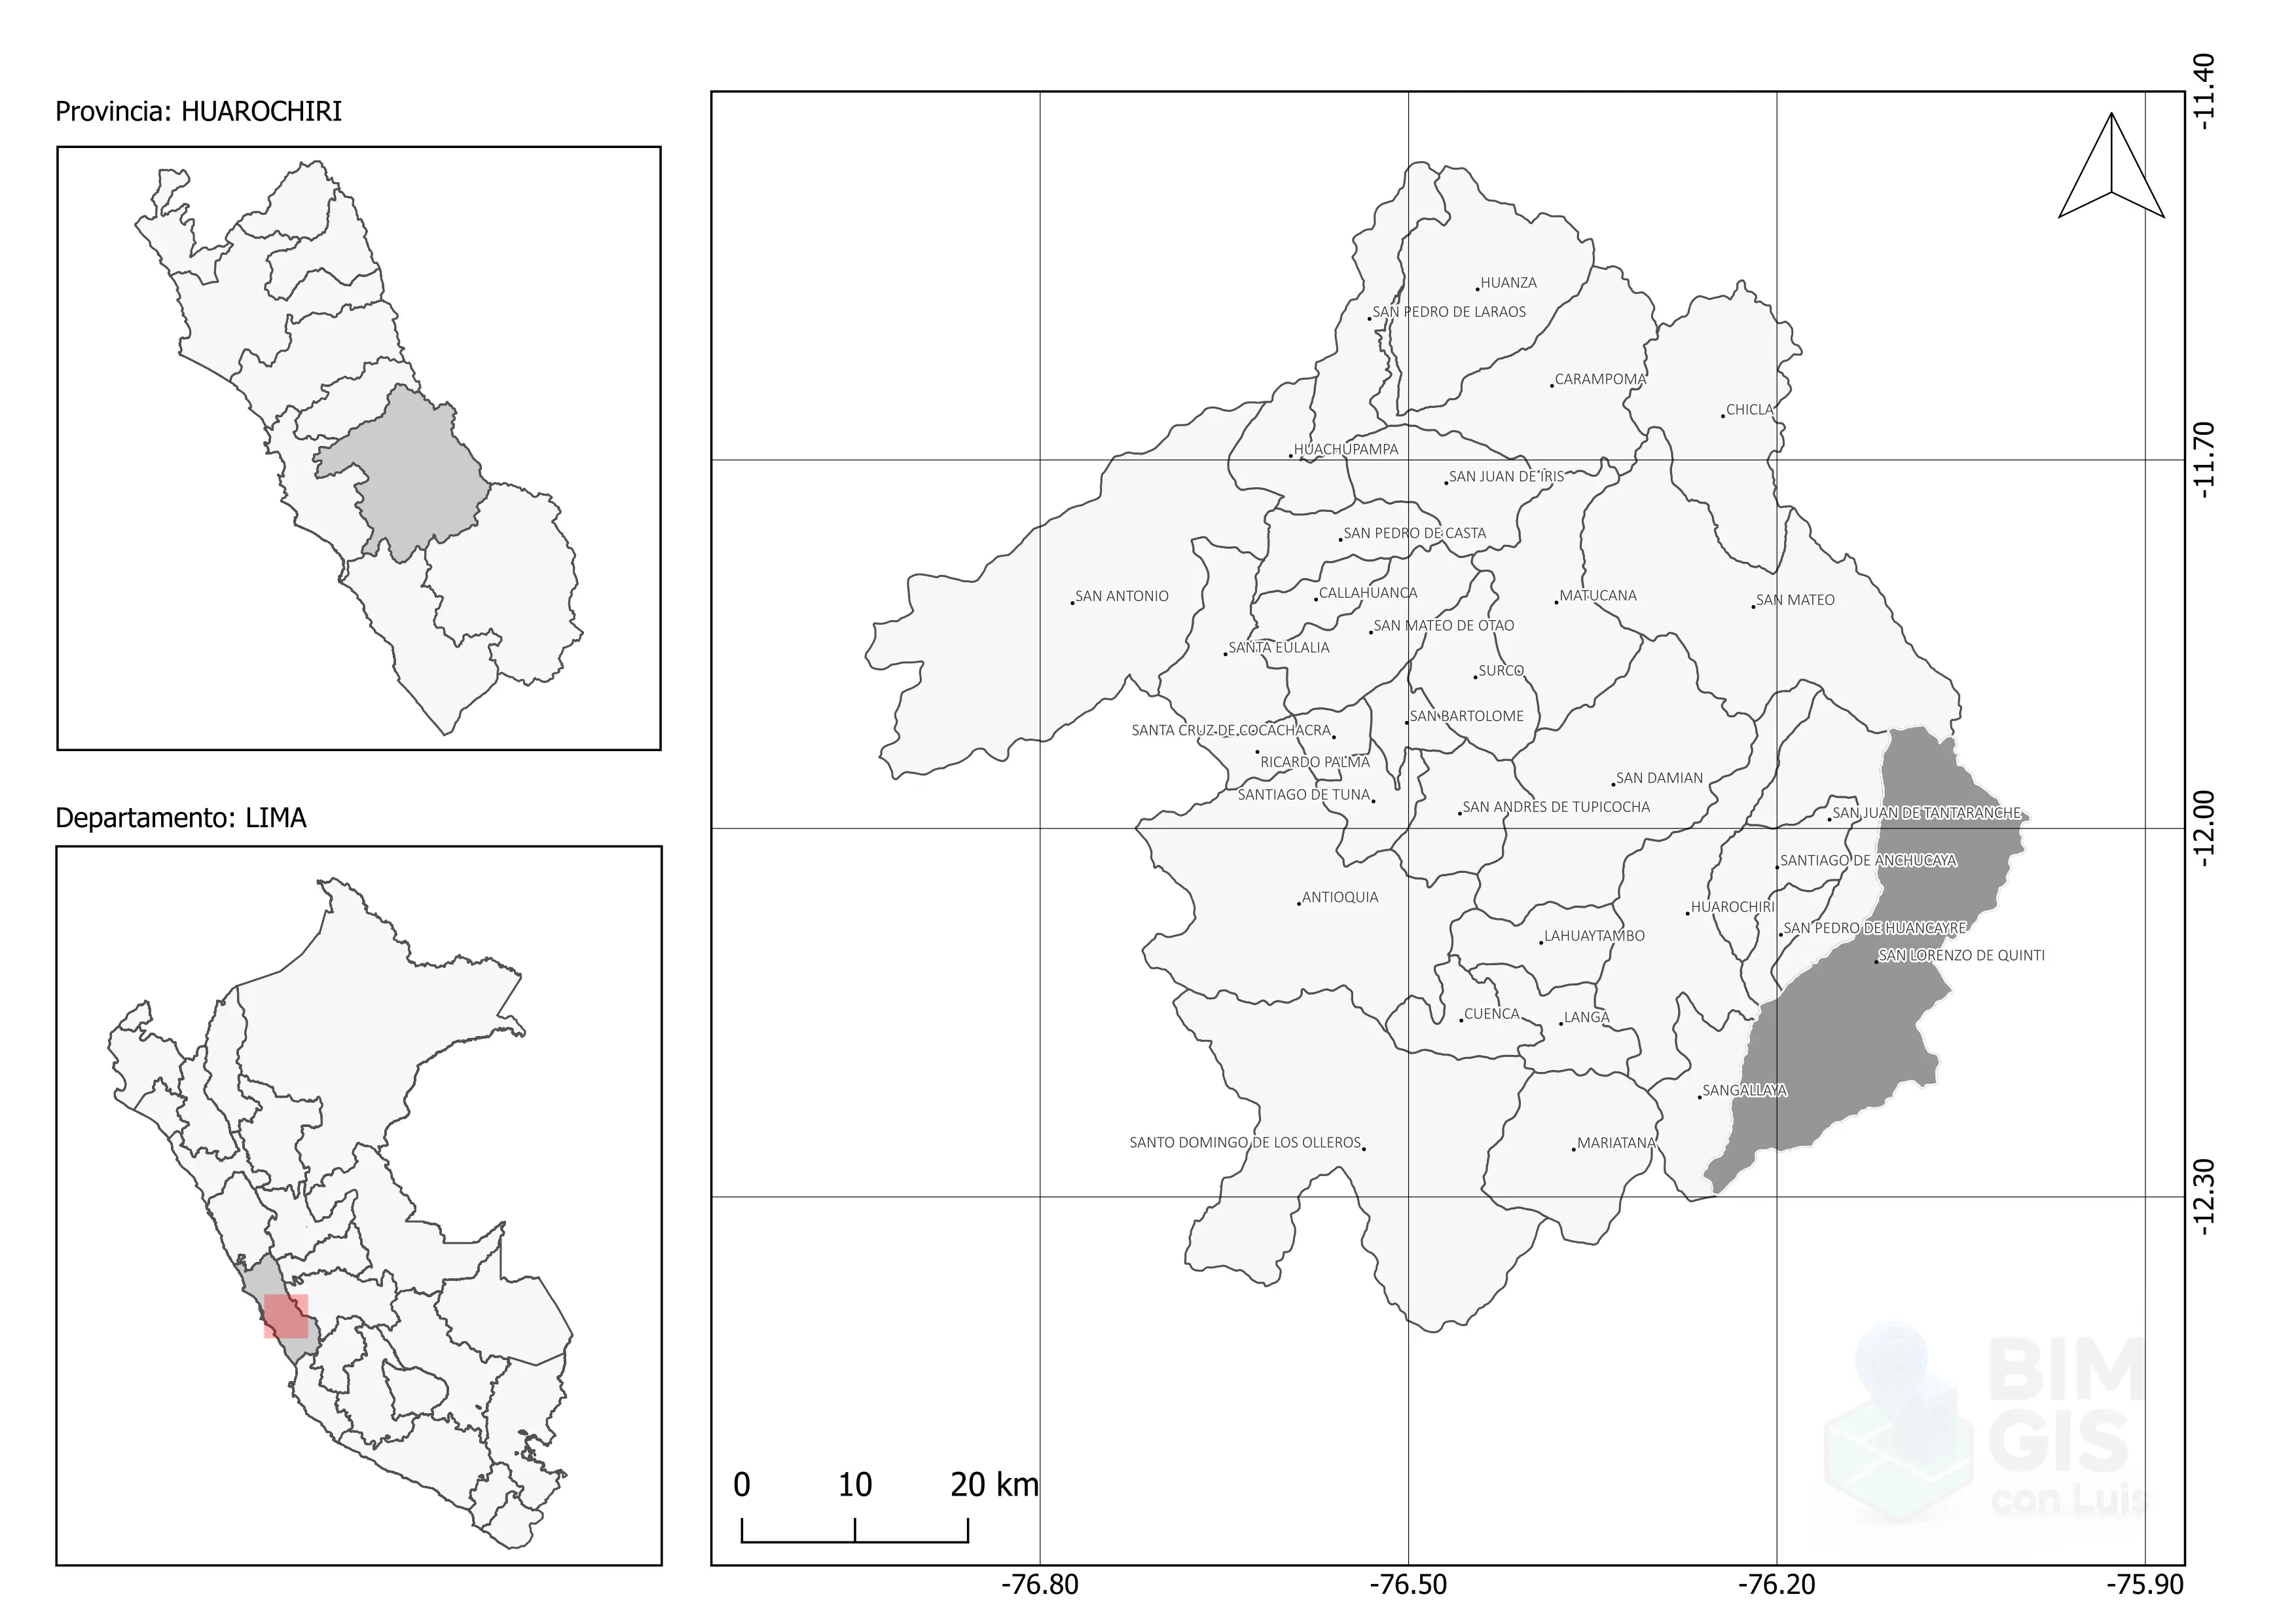 Provincia: HUAROCHIRI
Departamento: LIMA
HUANZA
SAN PEDRO DE LARAOS
CARAMPOMA
CHICLA
HUACHUPAMPA
SAN JUAN DE IRIS
SAN PEDRO DE CASTA
CALLAHUANCA
SAN ANTONIO
MATUCANA
SAN MATEO
SAN MATEO DE OTAO
SANTA EULALIA
SURCO
SAN BARTOLOME
SANTA CRUZ DE COCACHACRA
RICARDO PALMA
SAN DAMIAN
SANTIAGO DE TUNA
SAN ANDRES DE TUPICOCHA
SAN JUAN DE TANTARANCHE
SANTIAGO DE ANCHUCAYA
ANTIOQUIA
HUAROCHIRI
SAN PEDRO DE HUANCAYRE
LAHUAYTAMBO
SAN LORENZO DE QUINTI
CUENCA
LANGA
SANGALLAYA
SANTO DOMINGO DE LOS OLLEROS
MARIATANA
BIM
GIS
con Luis
0 10 20 km
-76.80 -76.50 -76.20 -75.90
-11.40
-11.70
-12.00
-12.30